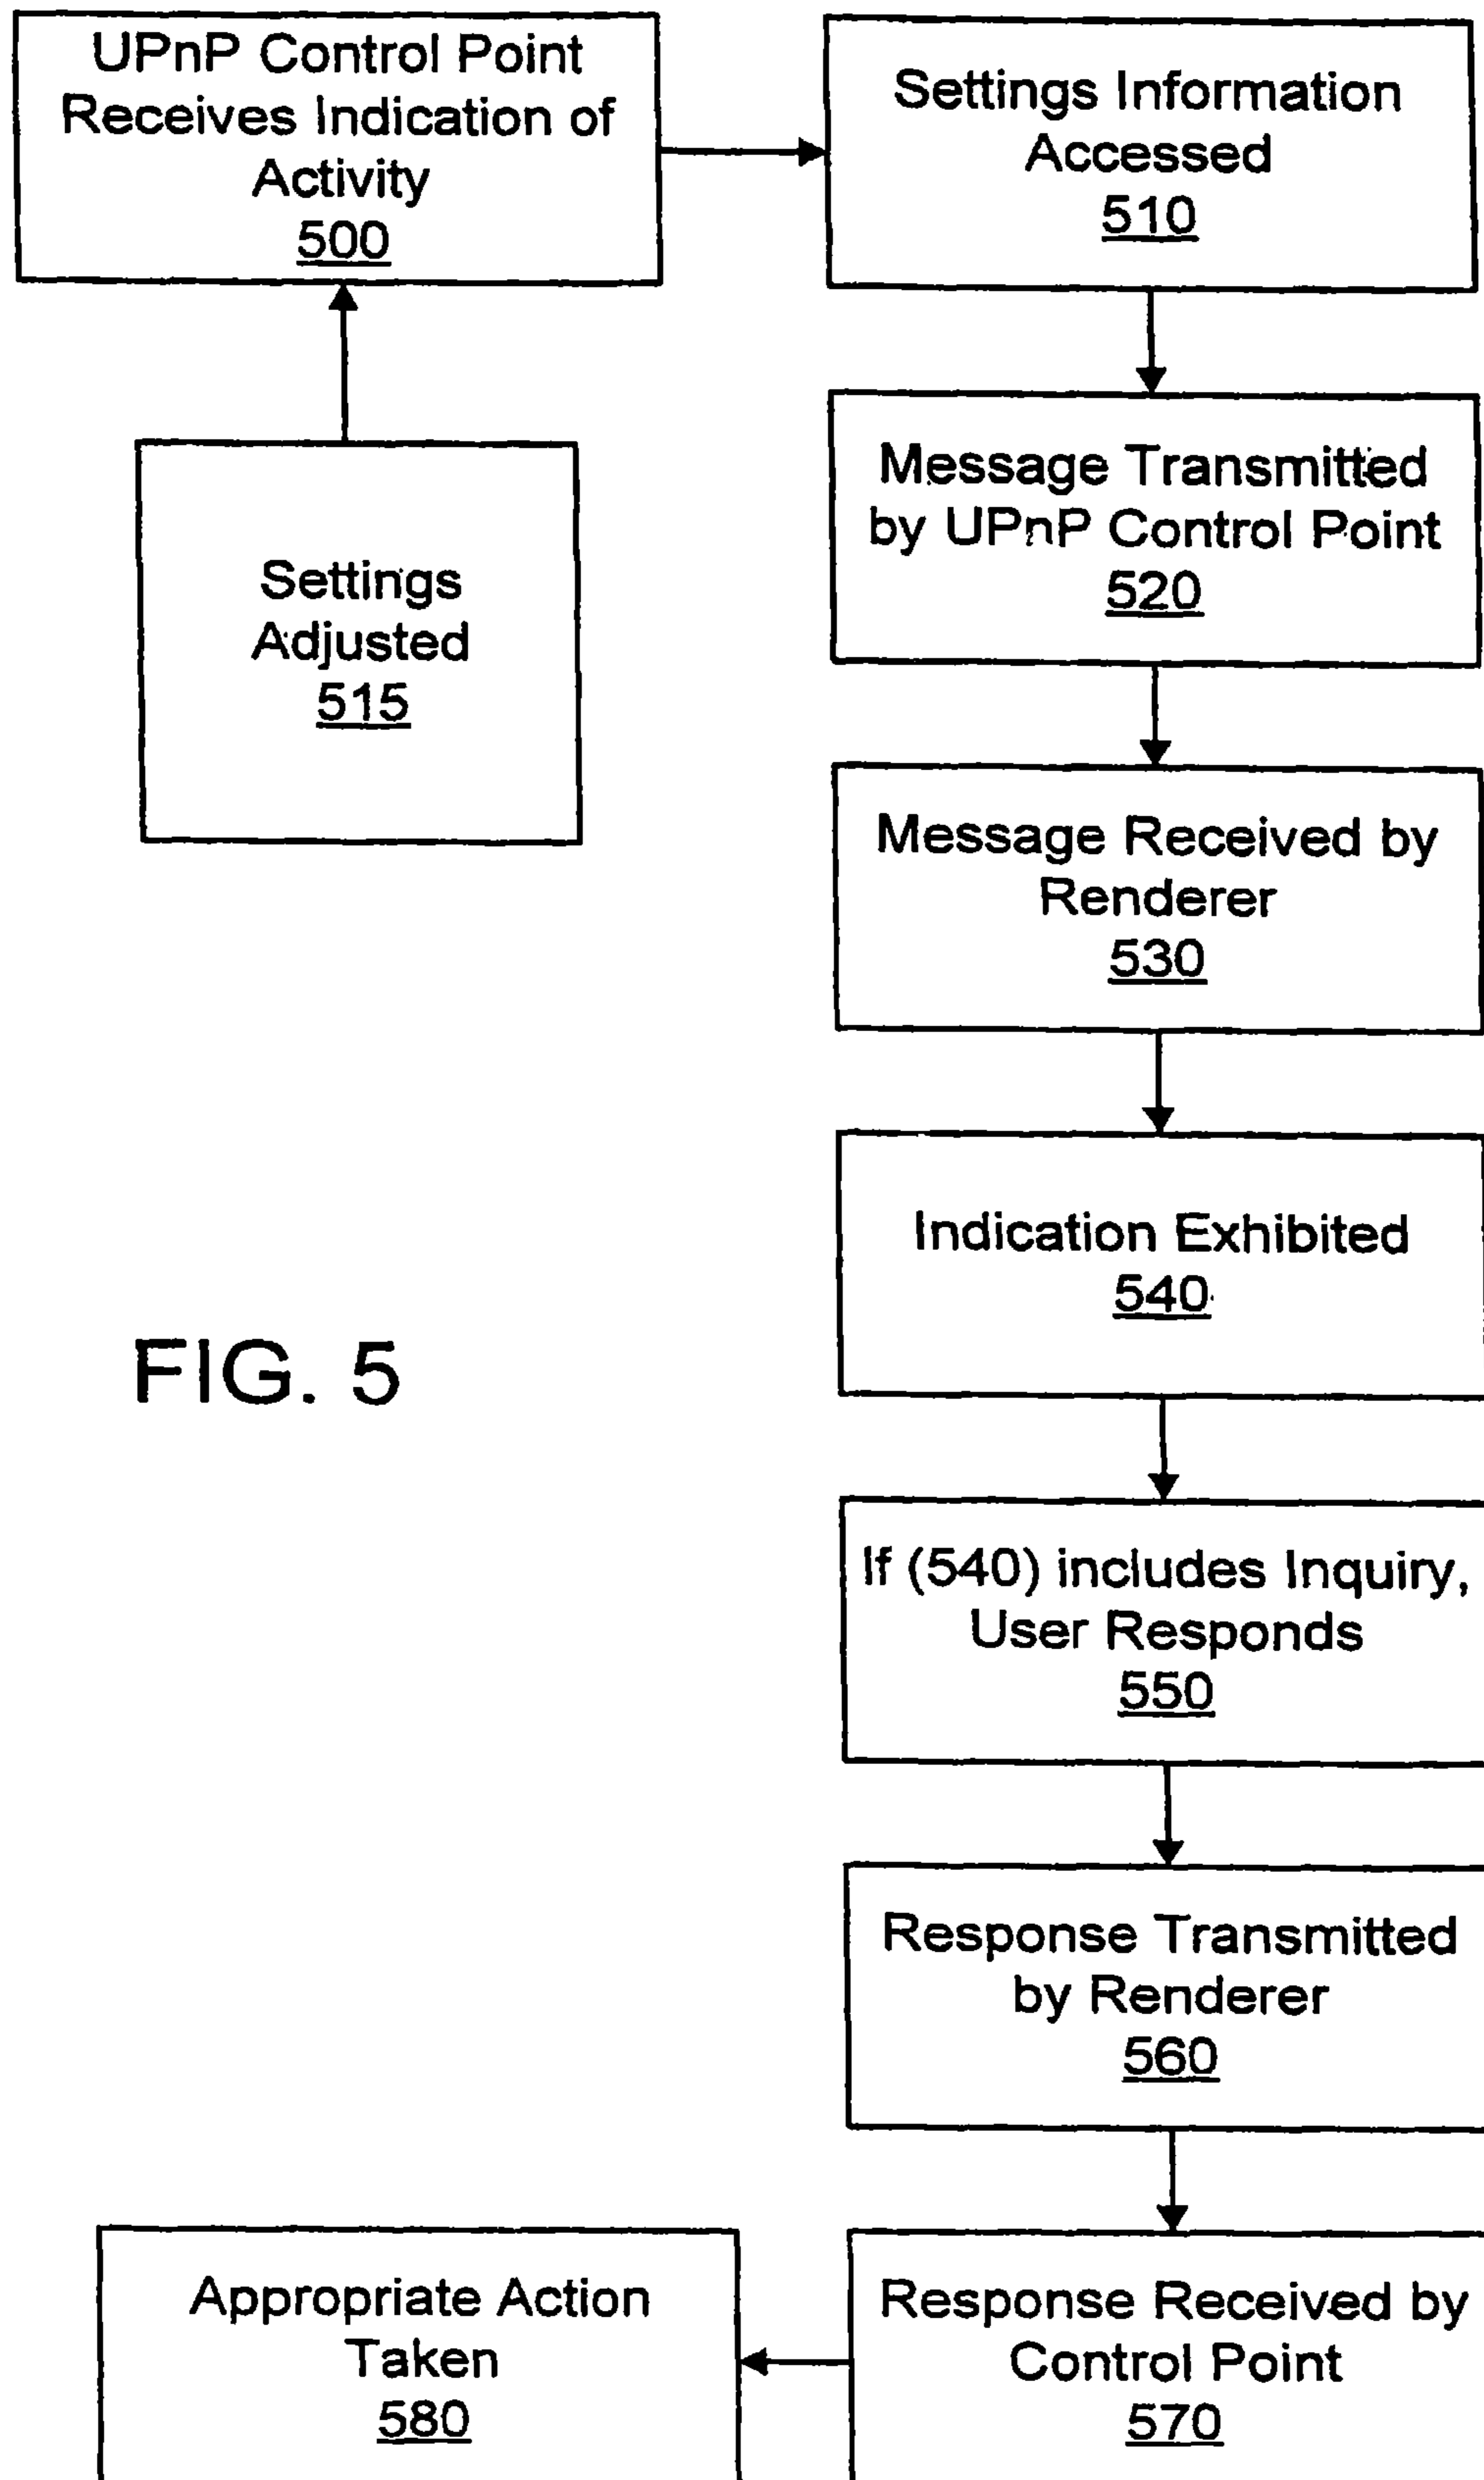 UPnP Control Point
Receives Indication of
Activity
500
Settings Information
Accessed
510
Settings
Adjusted
515
Message Transmitted
by UPnP Control Point
520
Message Received by
Renderer
530
Indication Exhibited
540
FIG. 5
If (540) includes Inquiry,
User Responds
550
Response Transmitted
by Renderer
560
Response Received by
Control Point
570
Appropriate Action
Taken
580